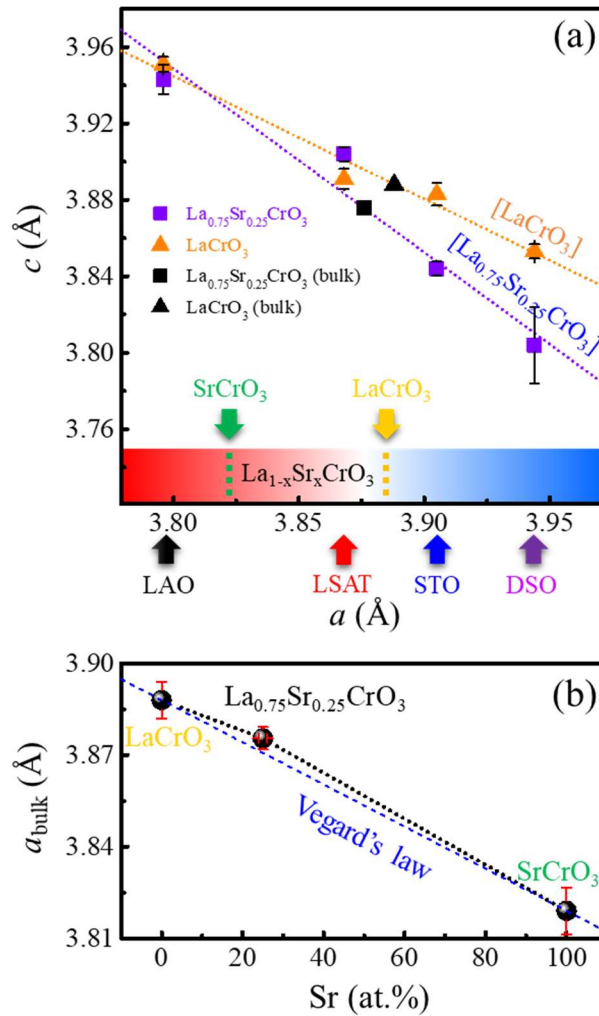 (a)
3.96
3.92
3.88
3.84
3.80
3.76
c (Å)
La0.75Sr0.25CrO3
LaCrO3
La0.75Sr0.25CrO3 (bulk)
LaCrO3 (bulk)
[LaCrO3]
[La0.75Sr0.25CrO3]
SrCrO3
LaCrO3
La1-xSrxCrO3
3.80 3.85 3.90 3.95
LAO LSAT STO DSO
a (Å)
(b)
3.90
3.87
3.84
3.81
abulk (Å)
La0.75Sr0.25CrO3
LaCrO3
Vegard's law
SrCrO3
0 20 40 60 80 100
Sr (at.%)